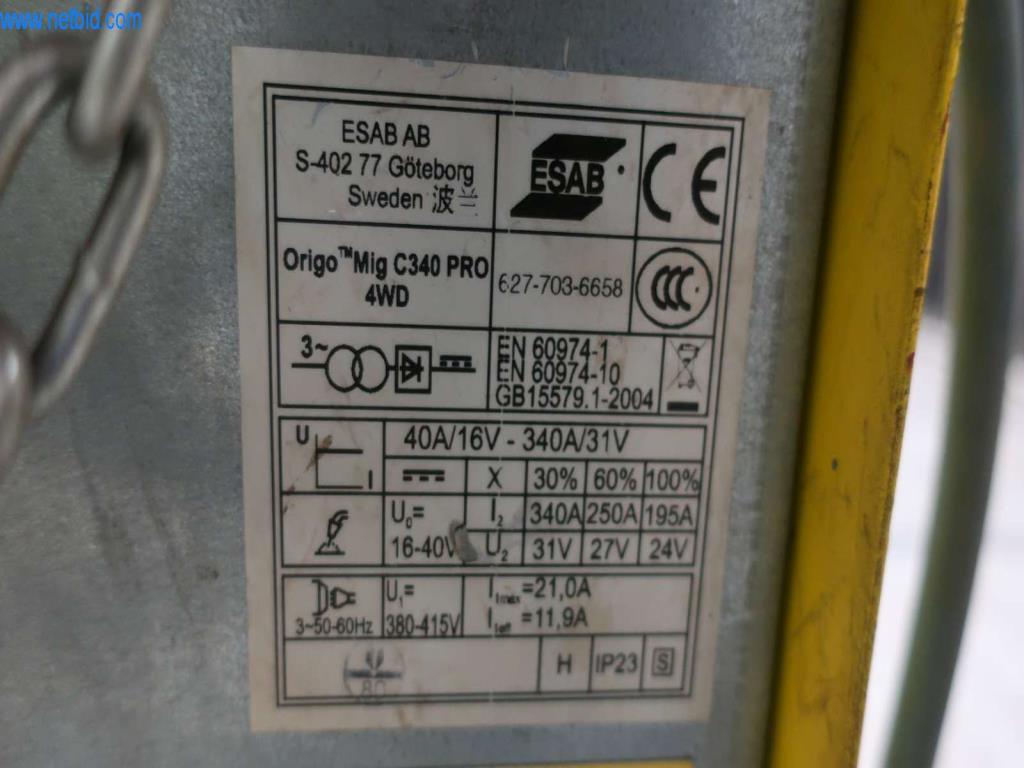 www.netbid.com
ESAB AB
S-402 77 Göteborg
Sweden 波兰
ESAB
CE
Origo™Mig C340 PRO
4WD
627-703-6658
CCC
3~
EN 60974-1
EN 60974-10
GB15579.1-2004
U
I
40A/16V - 340A/31V
X 30% 60% 100%
U₀=
16-40V
I₂ 340A 250A 195A
U₂ 31V 27V 24V
3~50-60Hz
U₁=
380-415V
I₁max=21,0A
I₁eff=11,9A
H IP23 S